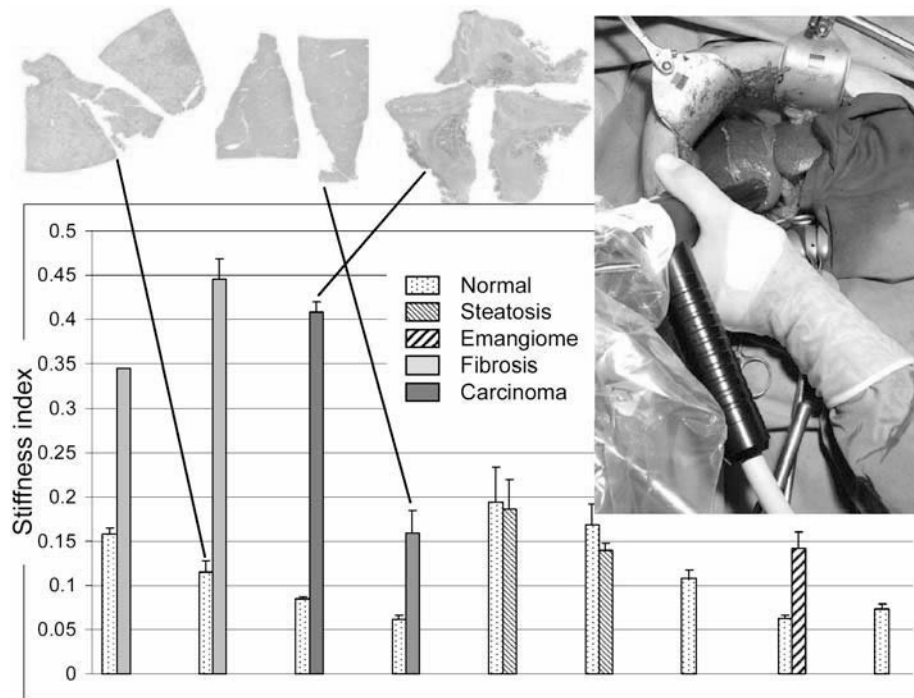 Stiffness index
0.5
0.45
0.4
0.35
0.3
0.25
0.2
0.15
0.1
0.05
0
Normal
Steatosis
Emangiome
Fibrosis
Carcinoma